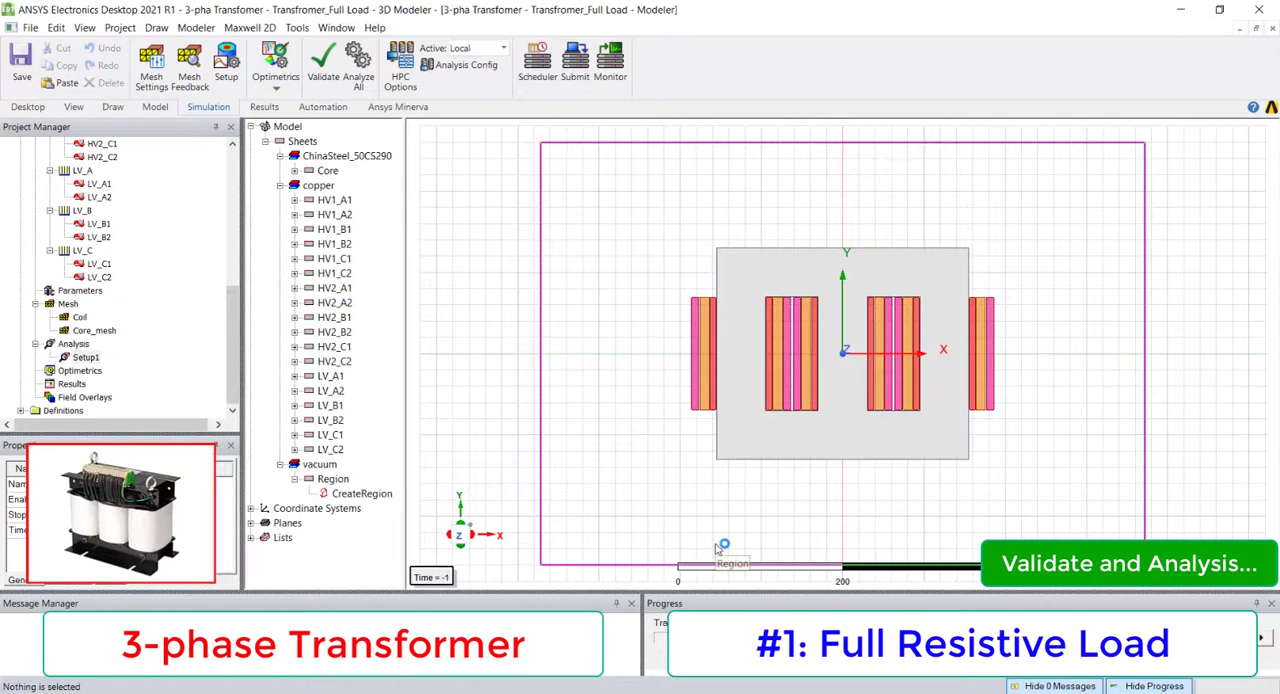 ANSYS Electronics Desktop 2021 R1 - 3-pha Transfomer - Transfromer_Full Load - 3D Modeler - [3-pha Transfomer - Transfromer_Full Load - Modeler]
File Edit View Project Draw Modeler Maxwell 2D Tools Window Help
Save
Cut
Copy
Paste
Undo
Redo
Delete
Mesh Settings
Mesh Feedback
Setup
Optimetrics
Validate
Analyze All
HPC Options
Active: Local
Analysis Config
Scheduler
Submit
Monitor
Desktop View Draw Model Simulation Results Automation Ansys Minerva
Project Manager
HV2_C1
HV2_C2
LV_A
LV_A1
LV_A2
LV_B
LV_B1
LV_B2
LV_C
LV_C1
LV_C2
Parameters
Mesh
Coil
Core_mesh
Analysis
Setup1
Optimetrics
Results
Field Overlays
Definitions
Model
Sheets
ChinaSteel_50CS290
Core
copper
HV1_A1
HV1_A2
HV1_B1
HV1_B2
HV1_C1
HV1_C2
HV2_A1
HV2_A2
HV2_B1
HV2_B2
HV2_C1
HV2_C2
LV_A1
LV_A2
LV_B1
LV_B2
LV_C1
LV_C2
vacuum
Region
CreateRegion
Coordinate Systems
Planes
Lists
Y
X
Z
Y
Z
X
Region
Time = -1
0
200
Validate and Analysis...
Message Manager
Progress
3-phase Transformer
#1: Full Resistive Load
Nothing is selected
Hide 0 Messages
Hide Progress